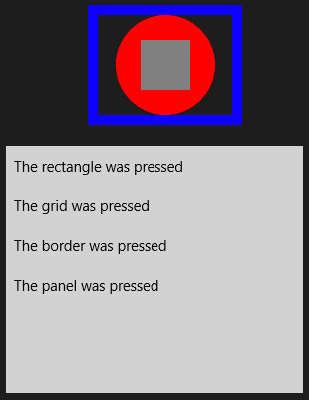 The rectangle was pressed
The grid was pressed
The border was pressed
The panel was pressed